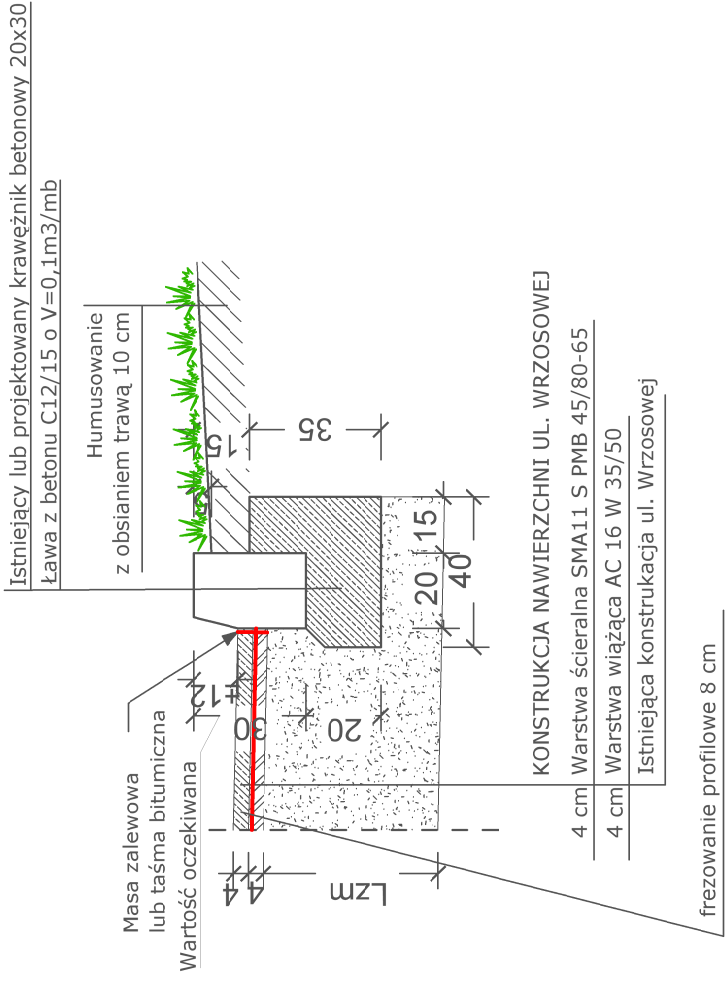 Istniejący lub projektowany krawężnik betonowy 20x30
Ława z betonu C12/15 o V=0,1m3/mb
Humusowanie
z obsianiem trawą 10 cm
Masa zalewowa
lub taśma bitumiczna
Wartość oczekiwana
±12
30
20
5
15
35
20
15
40
4
4
Lzm
KONSTRUKCJA NAWIERZCHNI UL. WRZOSOWEJ
4 cm Warstwa ścieralna SMA11 S PMB 45/80-65
4 cm Warstwa wiążąca AC 16 W 35/50
Istniejąca konstrukacja ul. Wrzosowej
frezowanie profilowe 8 cm